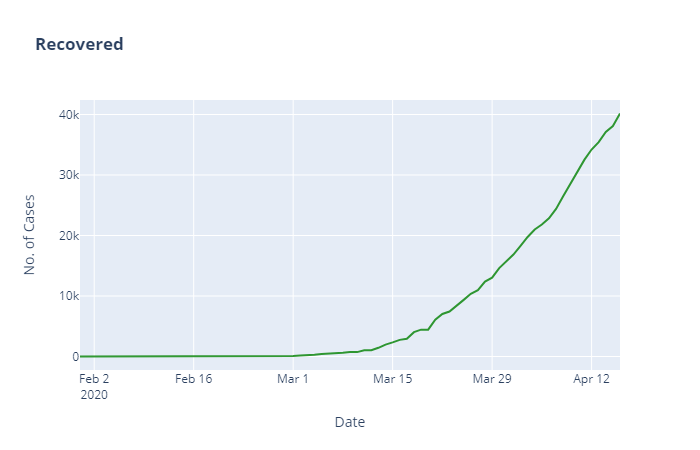 Recovered
No. of Cases
40k
30k
20k
10k
0
Feb 2
2020
Feb 16
Mar 1
Mar 15
Mar 29
Apr 12
Date